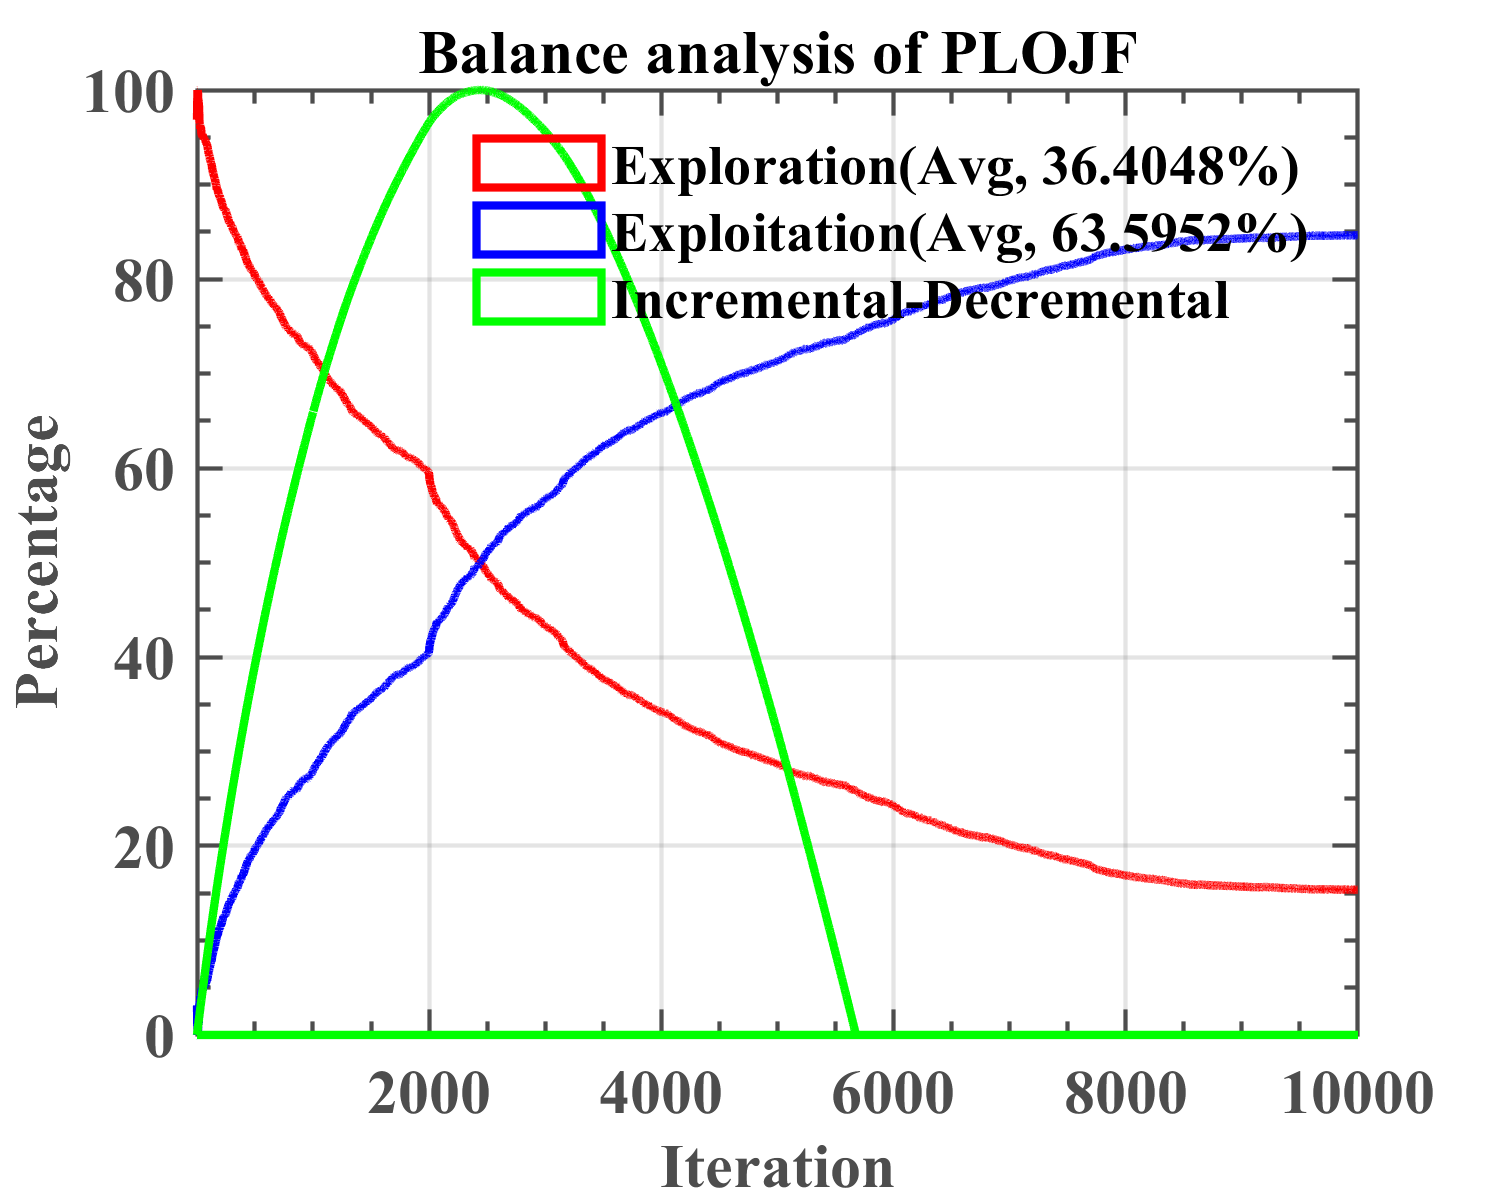 Balance analysis of PLOJF
100
80
60
40
20
0
Percentage
Exploration(Avg, 36.4048%)
Exploitation(Avg, 63.5952%)
Incremental-Decremental
2000 4000 6000 8000 10000
Iteration